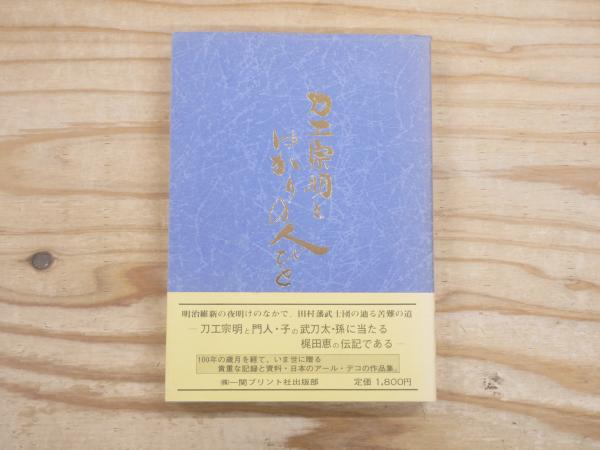 刀工宗明と
ゆかりの人びと
明治維新の夜明けのなかで、田村藩武士団の辿る苦難の道
―刀工宗明と門人・子の武刀太・孫に当たる
梶田恵の伝記である―
100年の歳月を経て、いま世に贈る
貴重な記録と資料・日本のアール・デコの作品集。
㈱一関プリント社出版部
定価 1,800円